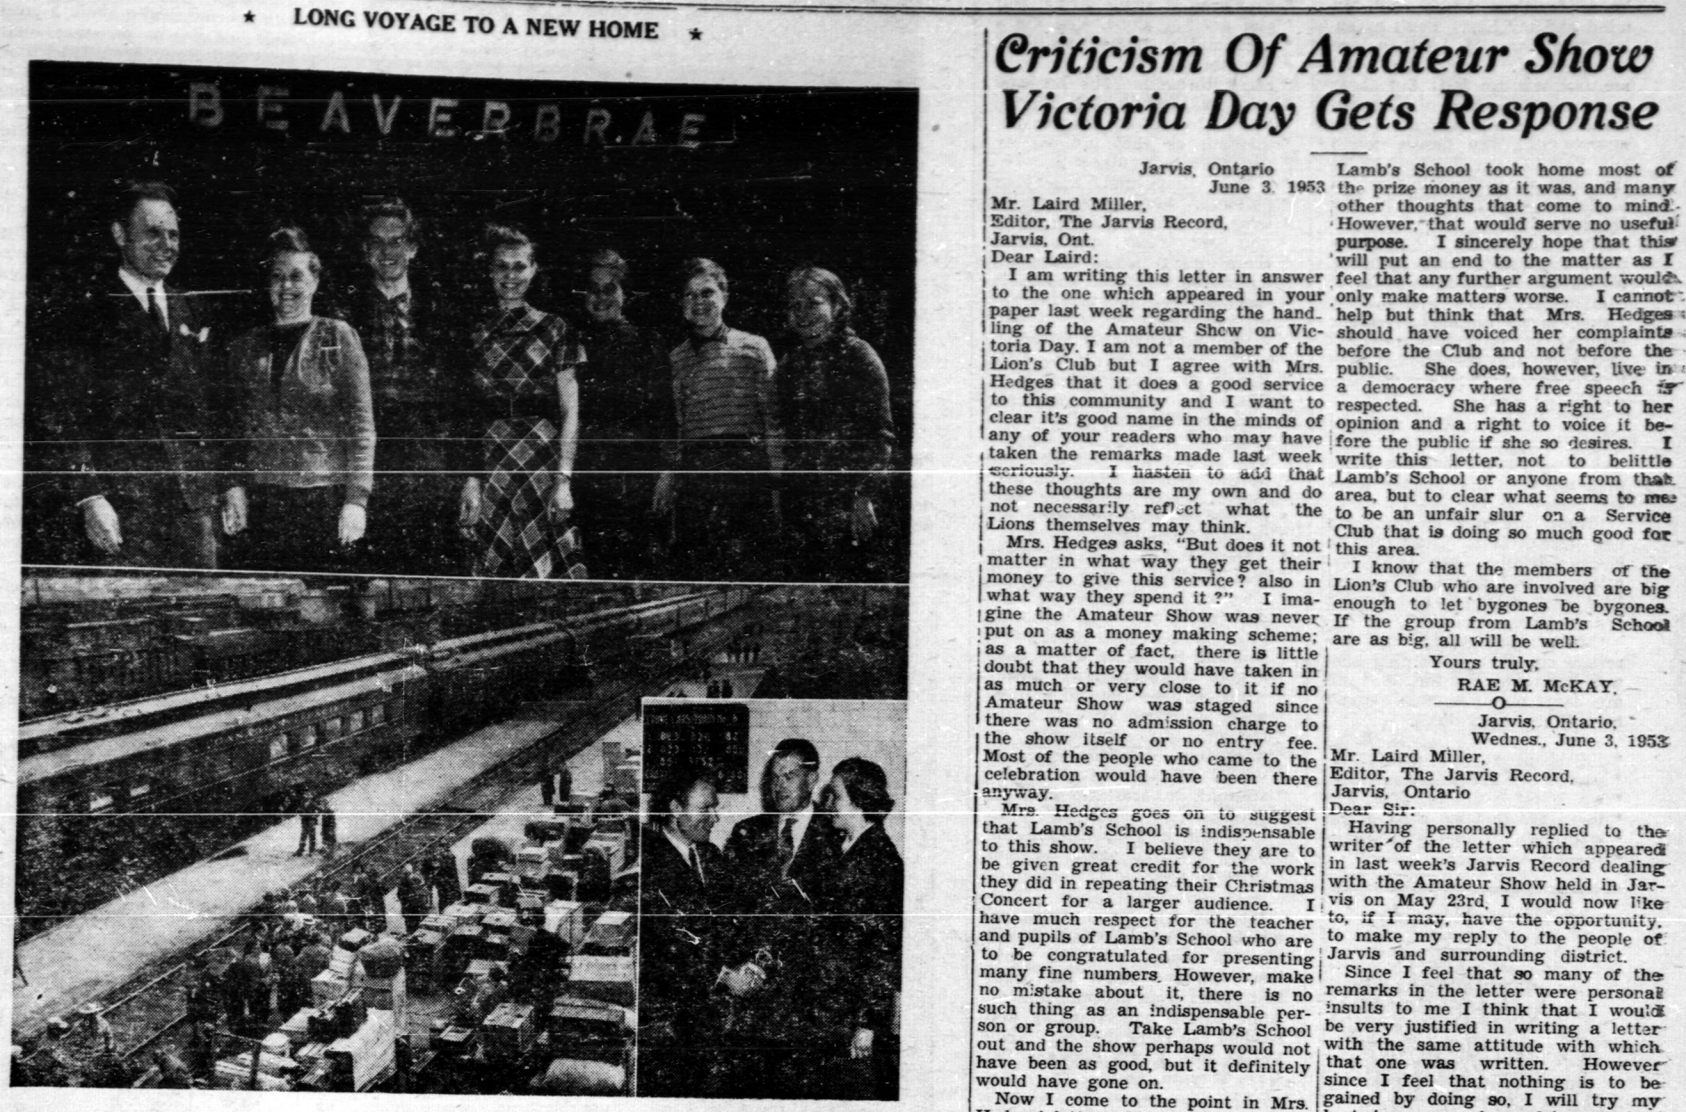 ★ LONG VOYAGE TO A NEW HOME ★
BEAVERBRAE
Criticism Of Amateur Show
Victoria Day Gets Response
Jarvis, Ontario
June 3, 1953
Mr. Laird Miller,
Editor, The Jarvis Record,
Jarvis, Ont.
Dear Laird:
I am writing this letter in answer
to the one which appeared in your
paper last week regarding the hand-
ling of the Amateur Show on Vic-
toria Day. I am not a member of the
Lion's Club but I agree with Mrs.
Hedges that it does a good service
to this community and I want to
clear it's good name in the minds of
any of your readers who may have
taken the remarks made last week
seriously. I hasten to add that
these thoughts are my own and do
not necessarily reflect what the
Lions themselves may think.
Mrs. Hedges asks, "But does it not
matter in what way they get their
money to give this service? also in
what way they spend it?" I ima-
gine the Amateur Show was never
put on as a money making scheme;
as a matter of fact, there is little
doubt that they would have taken in
as much or very close to it if no
Amateur Show was staged since
there was no admission charge to
the show itself or no entry fee.
Most of the people who came to the
celebration would have been there
anyway.
Mrs. Hedges goes on to suggest
that Lamb's School is indispensable
to this show. I believe they are to
be given great credit for the work
they did in repeating their Christmas
Concert for a larger audience. I
have much respect for the teacher
and pupils of Lamb's School who are
to be congratulated for presenting
many fine numbers. However, make
no mistake about it, there is no
such thing as an indispensable per-
son or group. Take Lamb's School
out and the show perhaps would not
have been as good, but it definitely
would have gone on.
Now I come to the point in Mrs.
Lamb's School took home most of
the prize money as it was, and many
other thoughts that come to mind.
However, that would serve no useful
purpose. I sincerely hope that this
will put an end to the matter as I
feel that any further argument would
only make matters worse. I cannot
help but think that Mrs. Hedges
should have voiced her complaints
before the Club and not before the
public. She does, however, live in
a democracy where free speech is
respected. She has a right to her
opinion and a right to voice it be-
fore the public if she so desires. I
write this letter, not to belittle
Lamb's School or anyone from that
area, but to clear what seems to me
to be an unfair slur on a Service
Club that is doing so much good for
this area.
I know that the members of the
Lion's Club who are involved are big
enough to let bygones be bygones.
If the group from Lamb's School
are as big, all will be well.
Yours truly,
RAE M. McKAY.
Jarvis, Ontario,
Wednes., June 3, 1953
Mr. Laird Miller,
Editor, The Jarvis Record,
Jarvis, Ontario
Dear Sir:
Having personally replied to the
writer of the letter which appeared
in last week's Jarvis Record dealing
with the Amateur Show held in Jar-
vis on May 23rd, I would now like
to, if I may, have the opportunity,
to make my reply to the people of
Jarvis and surrounding district.
Since I feel that so many of the
remarks in the letter were personal
insults to me I think that I would
be very justified in writing a letter
with the same attitude with which
that one was written. However
since I feel that nothing is to be
gained by doing so, I will try my